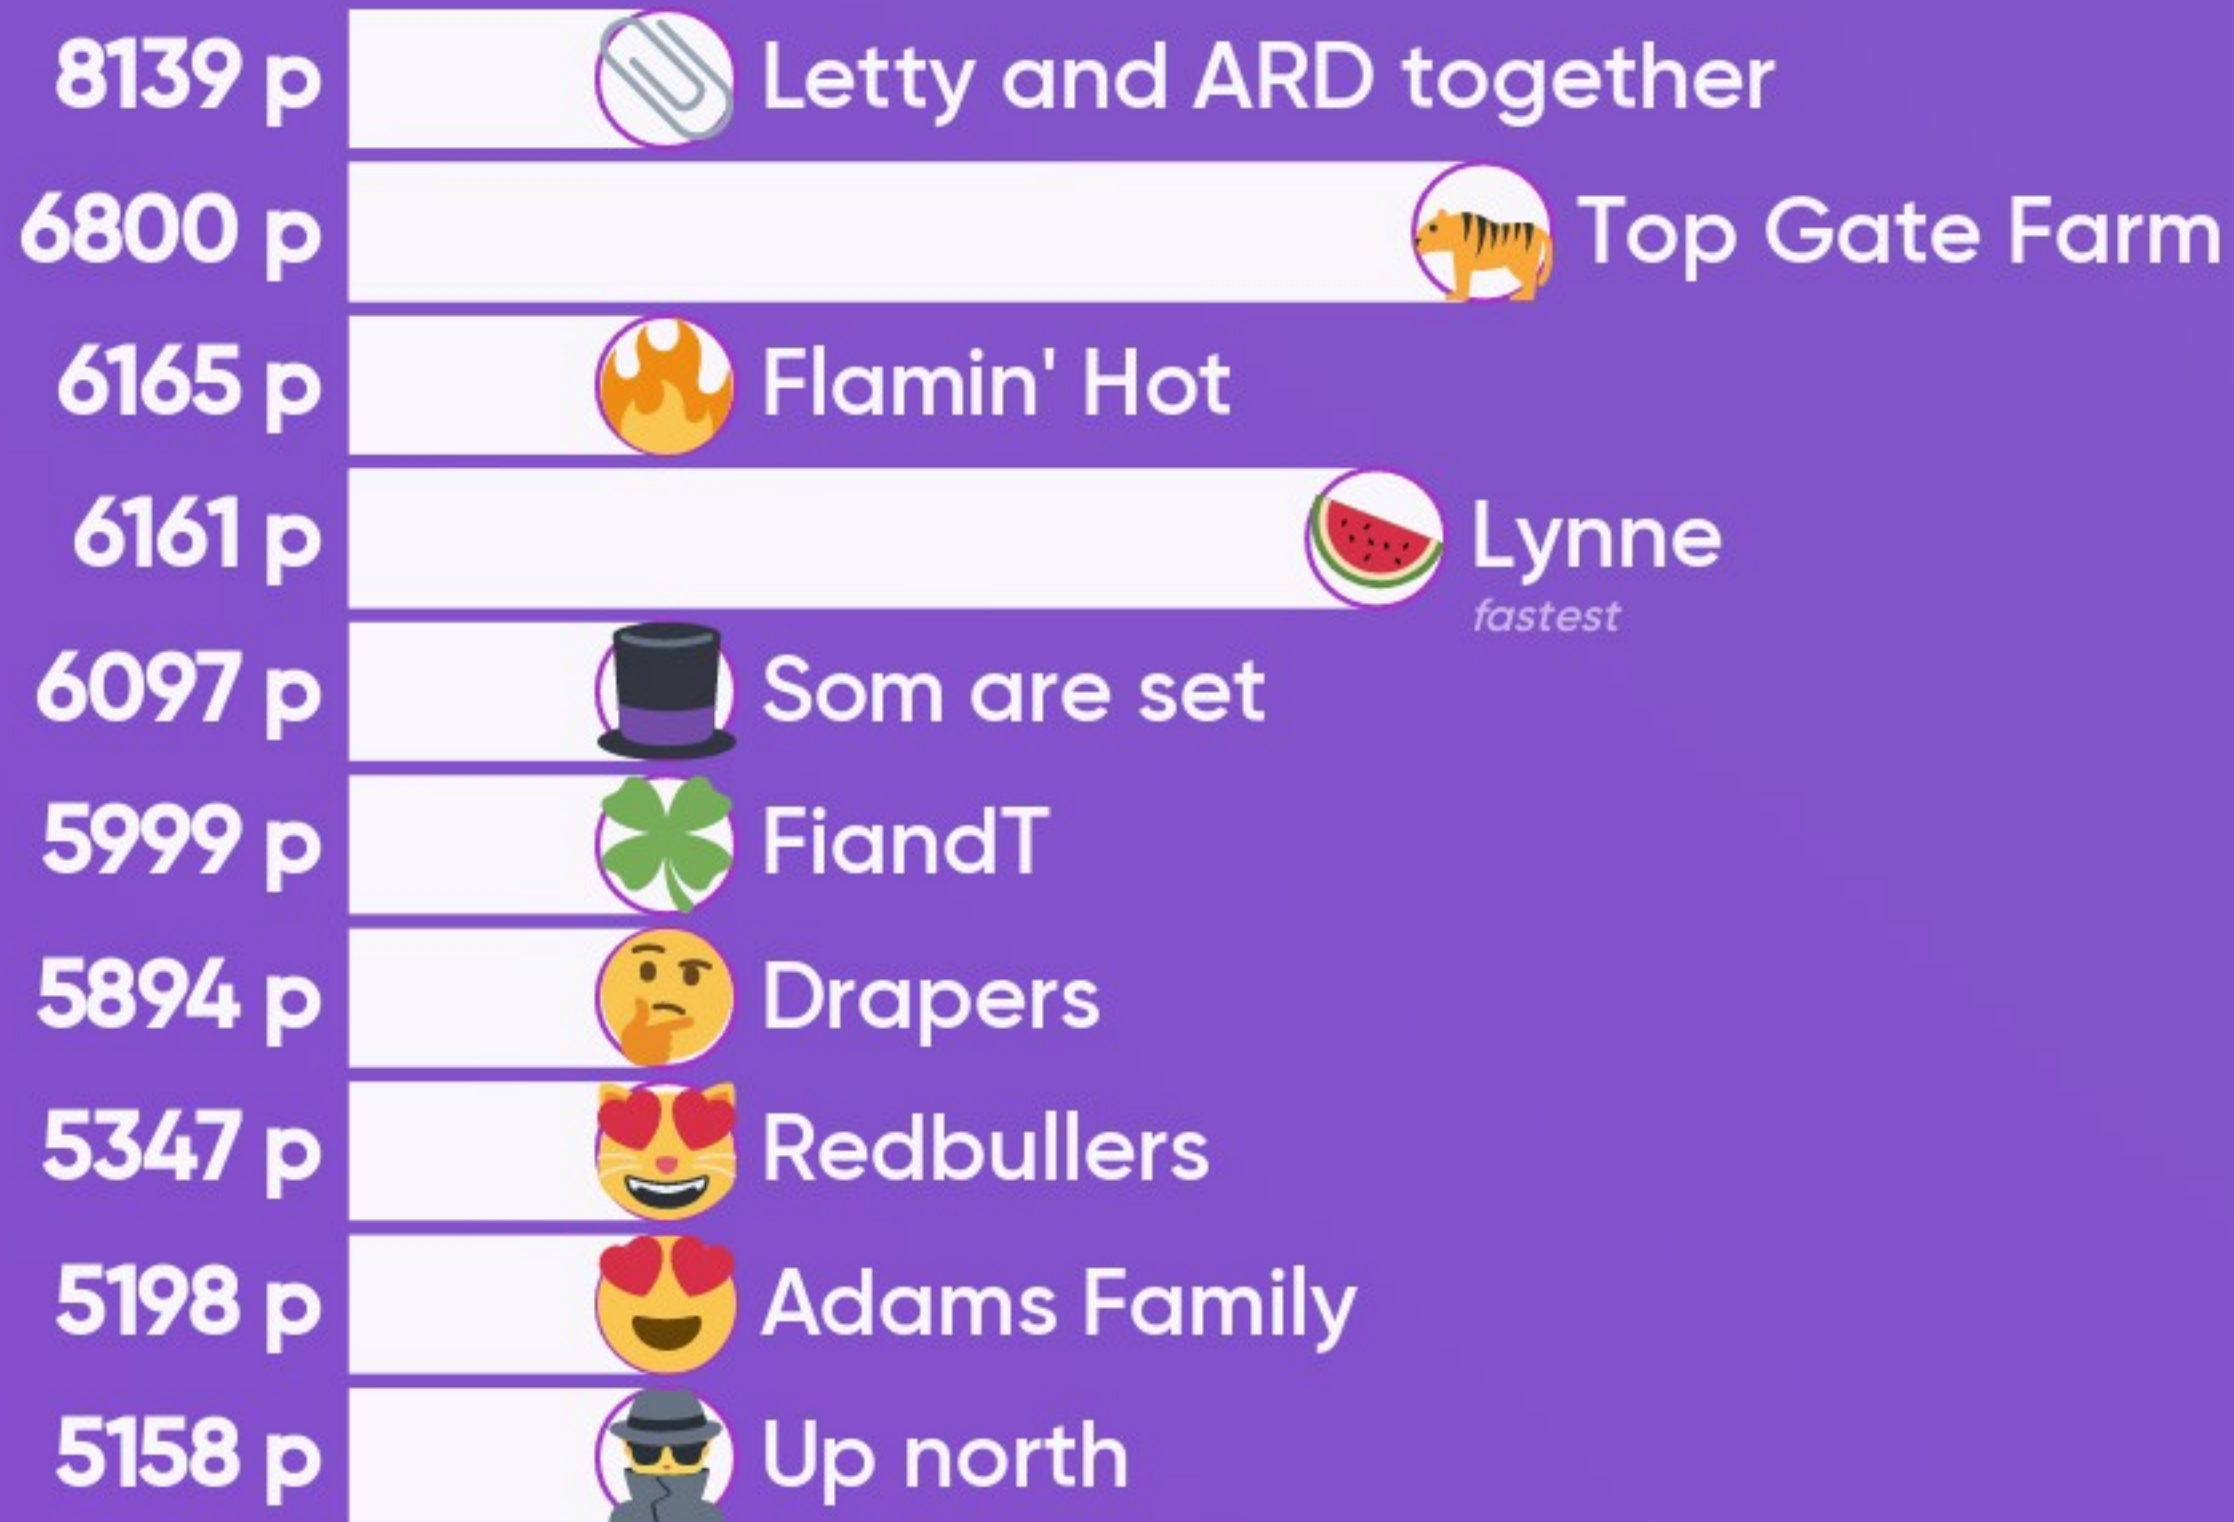 8139 p Letty and ARD together
6800 p Top Gate Farm
6165 p Flamin' Hot
6161 p Lynne
fastest
6097 p Som are set
5999 p FiandT
5894 p Drapers
5347 p Redbullers
5198 p Adams Family
5158 p Up north